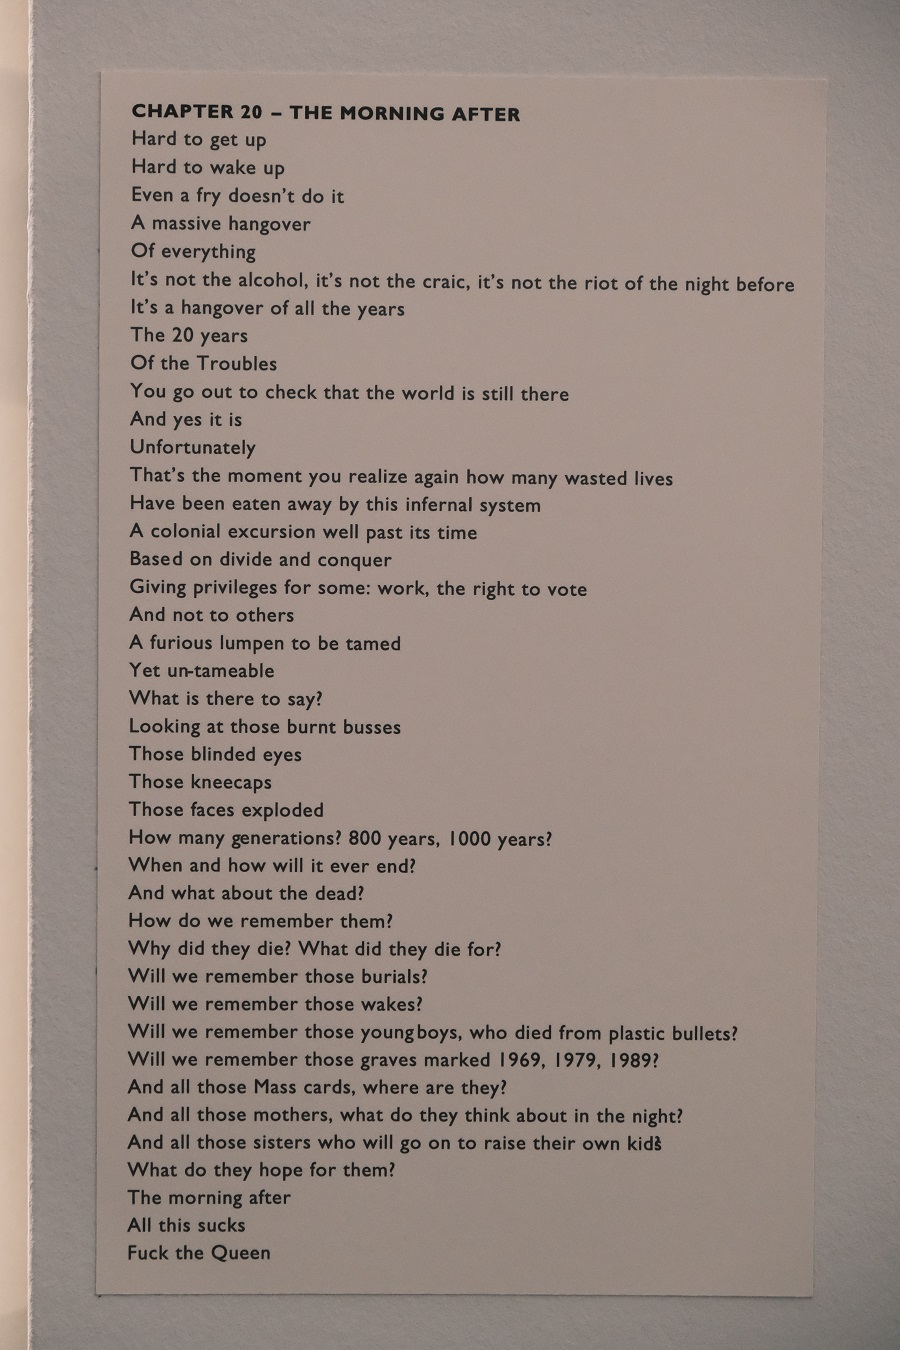 CHAPTER 20 – THE MORNING AFTER
Hard to get up
Hard to wake up
Even a fry doesn't do it
A massive hangover
Of everything
It's not the alcohol, it's not the craic, it's not the riot of the night before
It's a hangover of all the years
The 20 years
Of the Troubles
You go out to check that the world is still there
And yes it is
Unfortunately
That's the moment you realize again how many wasted lives
Have been eaten away by this infernal system
A colonial excursion well past its time
Based on divide and conquer
Giving privileges for some: work, the right to vote
And not to others
A furious lumpen to be tamed
Yet un-tameable
What is there to say?
Looking at those burnt busses
Those blinded eyes
Those kneecaps
Those faces exploded
How many generations? 800 years, 1000 years?
When and how will it ever end?
And what about the dead?
How do we remember them?
Why did they die? What did they die for?
Will we remember those burials?
Will we remember those wakes?
Will we remember those youngboys, who died from plastic bullets?
Will we remember those graves marked 1969, 1979, 1989?
And all those Mass cards, where are they?
And all those mothers, what do they think about in the night?
And all those sisters who will go on to raise their own kids
What do they hope for them?
The morning after
All this sucks
Fuck the Queen